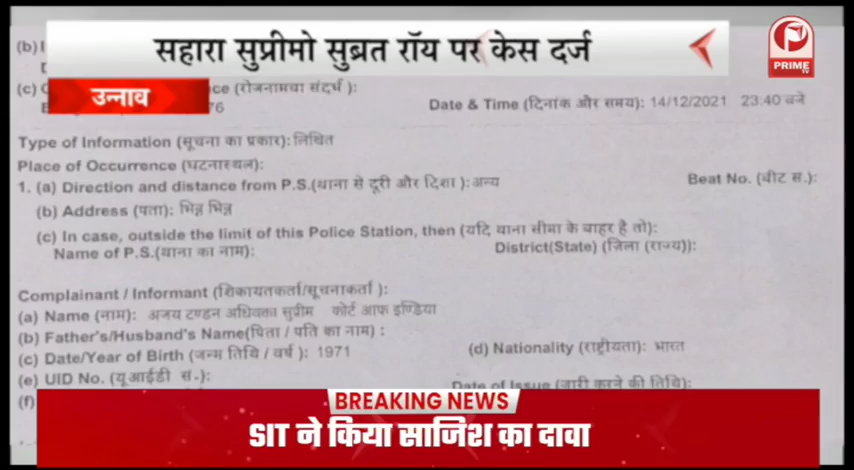 सहारा सुप्रीमो सुब्रत रॉय पर केस दर्ज
PRIME TV
उन्नाव
(b)
(c) ce (रोजनामचा संदर्भ ):
76
Date & Time (दिनांक और समय): 14/12/2021 23:40 बजे
Type of Information (सूचना का प्रकार): लिखित
Place of Occurrence (घटनास्थल):
1. (a) Direction and distance from P.S.(थाना से दूरी और दिशा ): अन्य
Beat No. (बीट स.):
(b) Address (पता): भिन्न भिन्न
(c) In case, outside the limit of this Police Station, then (यदि थाना सीमा के बाहर है तो):
Name of P.S.(थाना का नाम):
District(State) (ज़िला (राज्य)):
Complainant / Informant (शिकायतकर्ता/सूचनाकर्ता ):
(a) Name (नाम): अजय टण्डन अधिवक्ता सुप्रीम कोर्ट आफ इण्डिया
(b) Father's/Husband's Name(पिता / पति का नाम) :
(c) Date/Year of Birth (जन्म तिथि / वर्ष ): 1971
(d) Nationality (राष्ट्रीयता): भारत
(e) UID No. (यूआईडी सं.):
Date of Issue (जारी करने की तिथि):
(f)
BREAKING NEWS
SIT ने किया साजिश का दावा